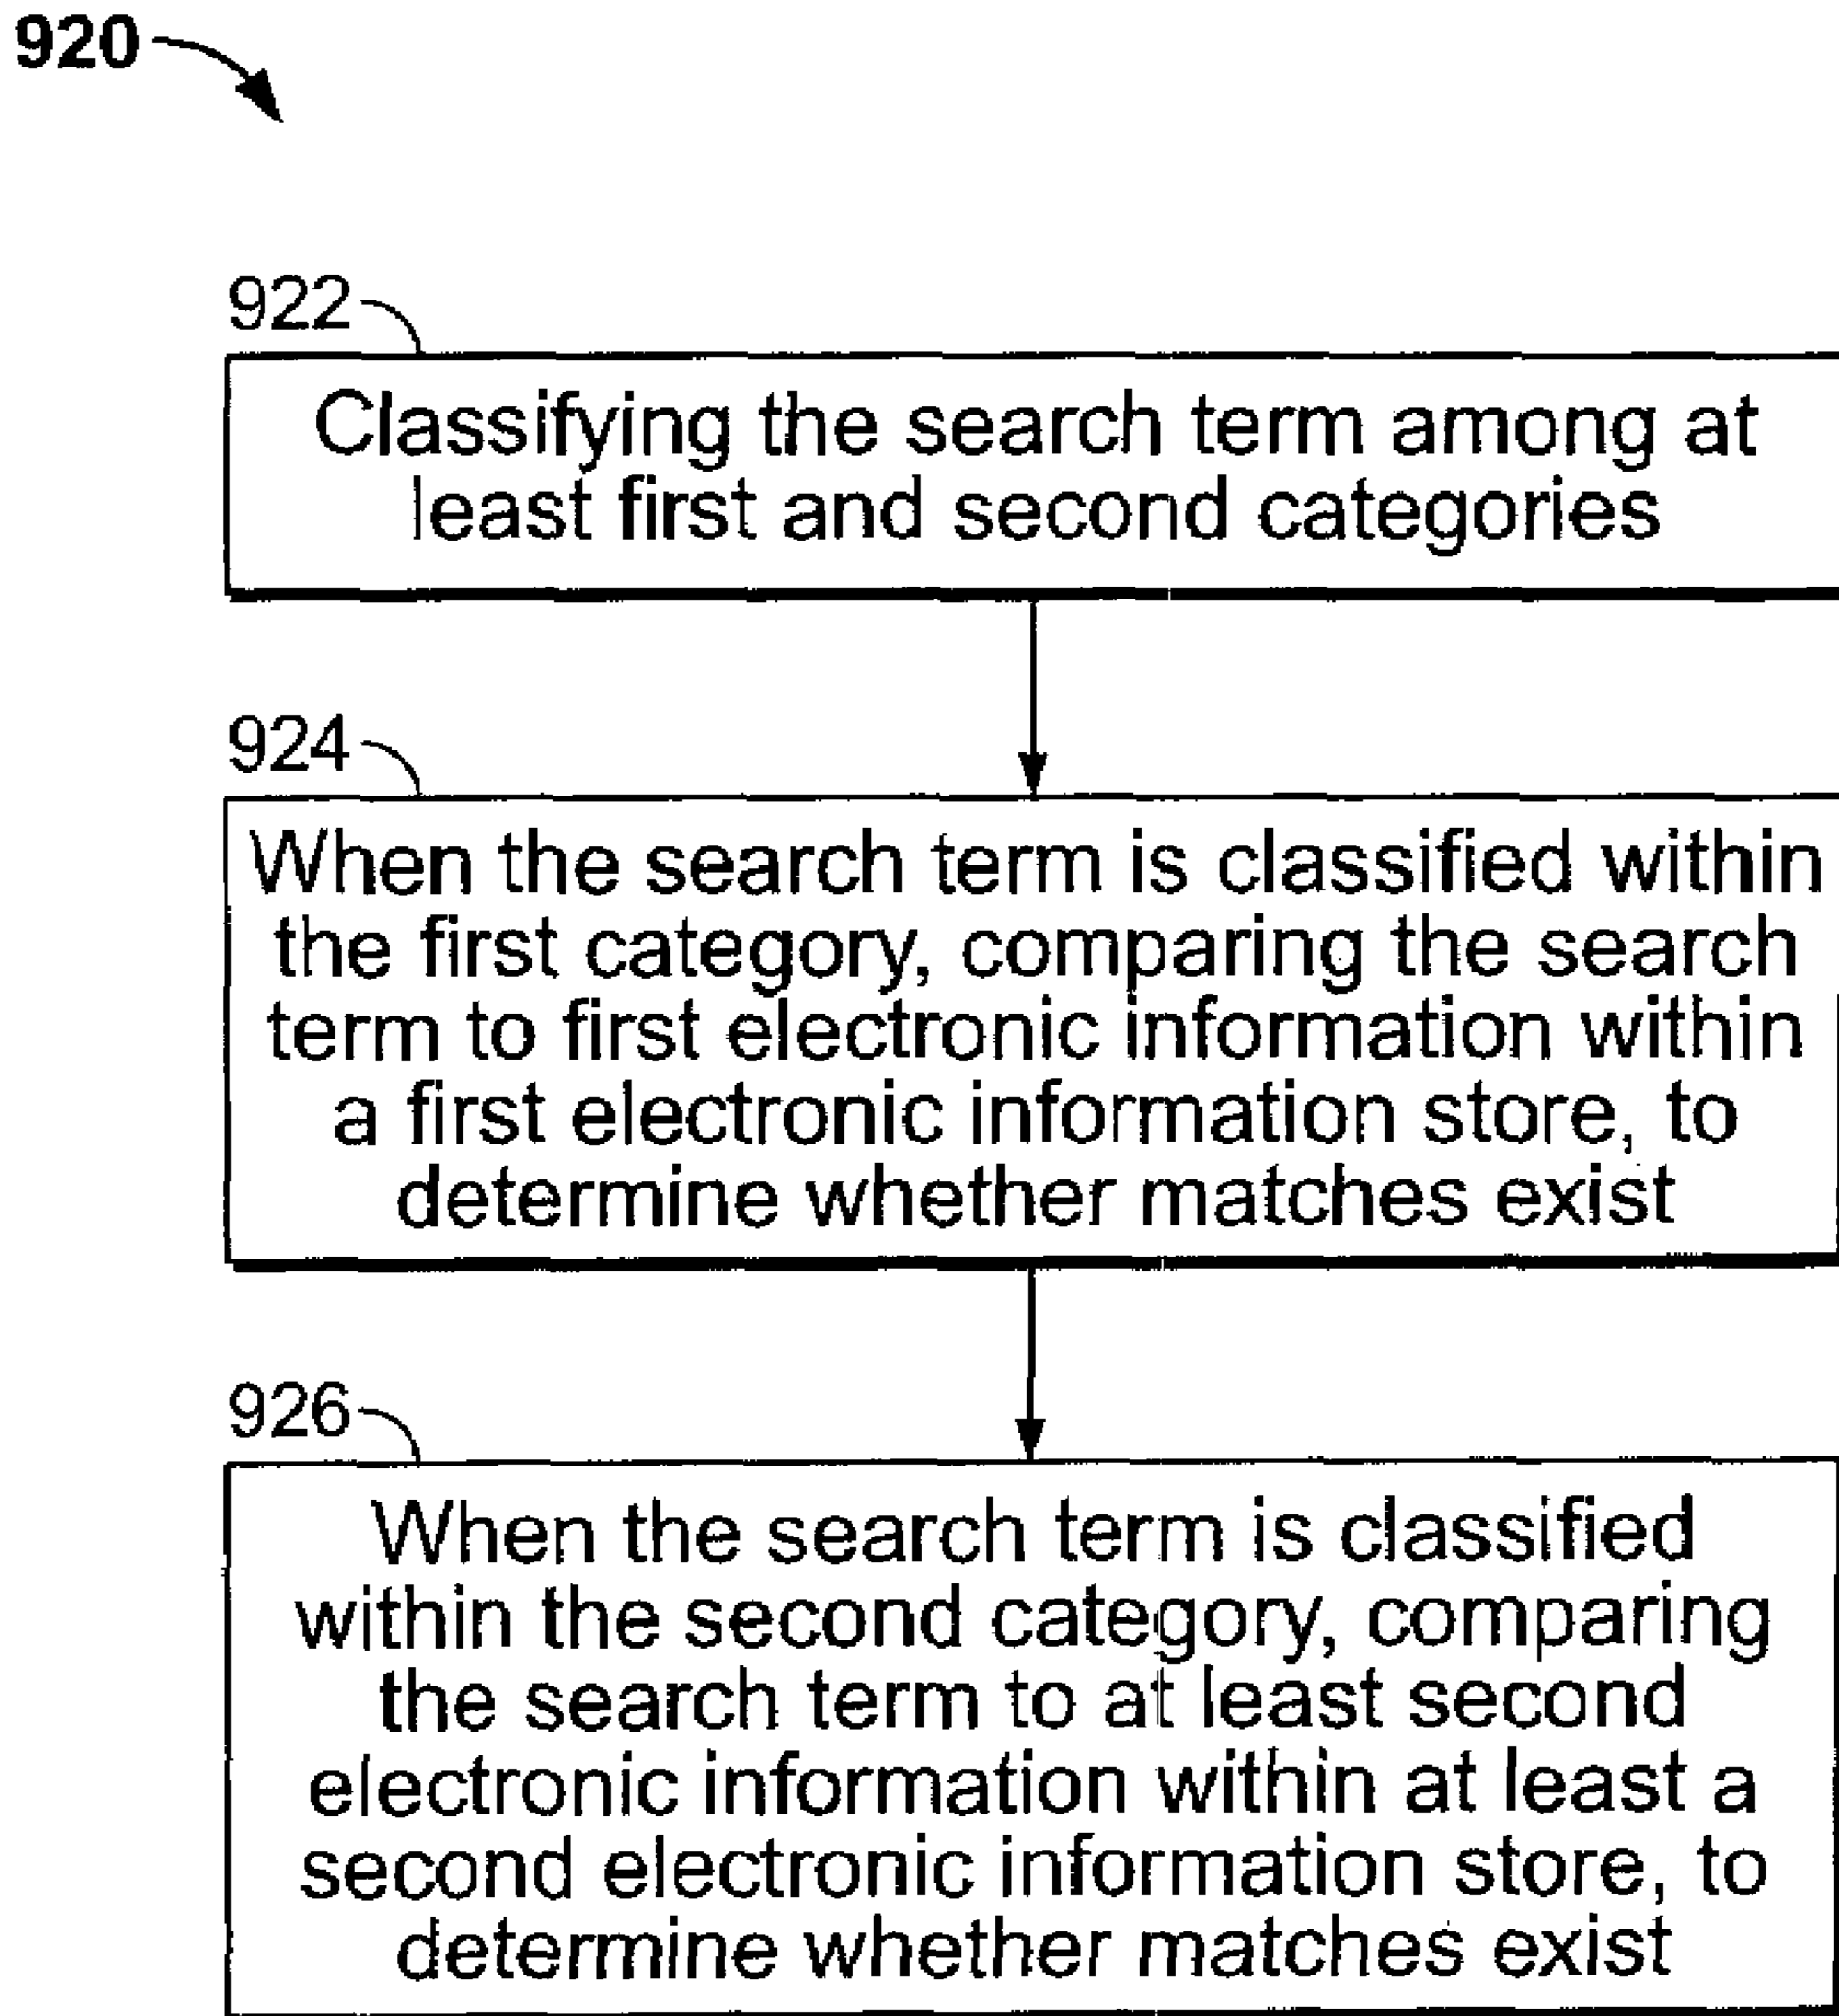 920
922
Classifying the search term among at
least first and second categories
924
When the search term is classified within
the first category, comparing the search
term to first electronic information within
a first electronic information store, to
determine whether matches exist
926
When the search term is classified
within the second category, comparing
the search term to at least second
electronic information within at least a
second electronic information store, to
determine whether matches exist